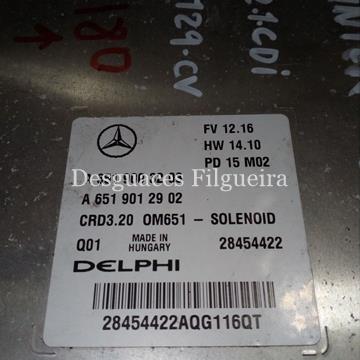 129.CV
FV 12.16
HW 14.10
PD 15 M02
Desguaces Filgueira
A 651 901 29 02
CRD3.20 OM651 – SOLENOID
Q01 MADE IN HUNGARY 28454422
DELPHI
28454422AQG116QT